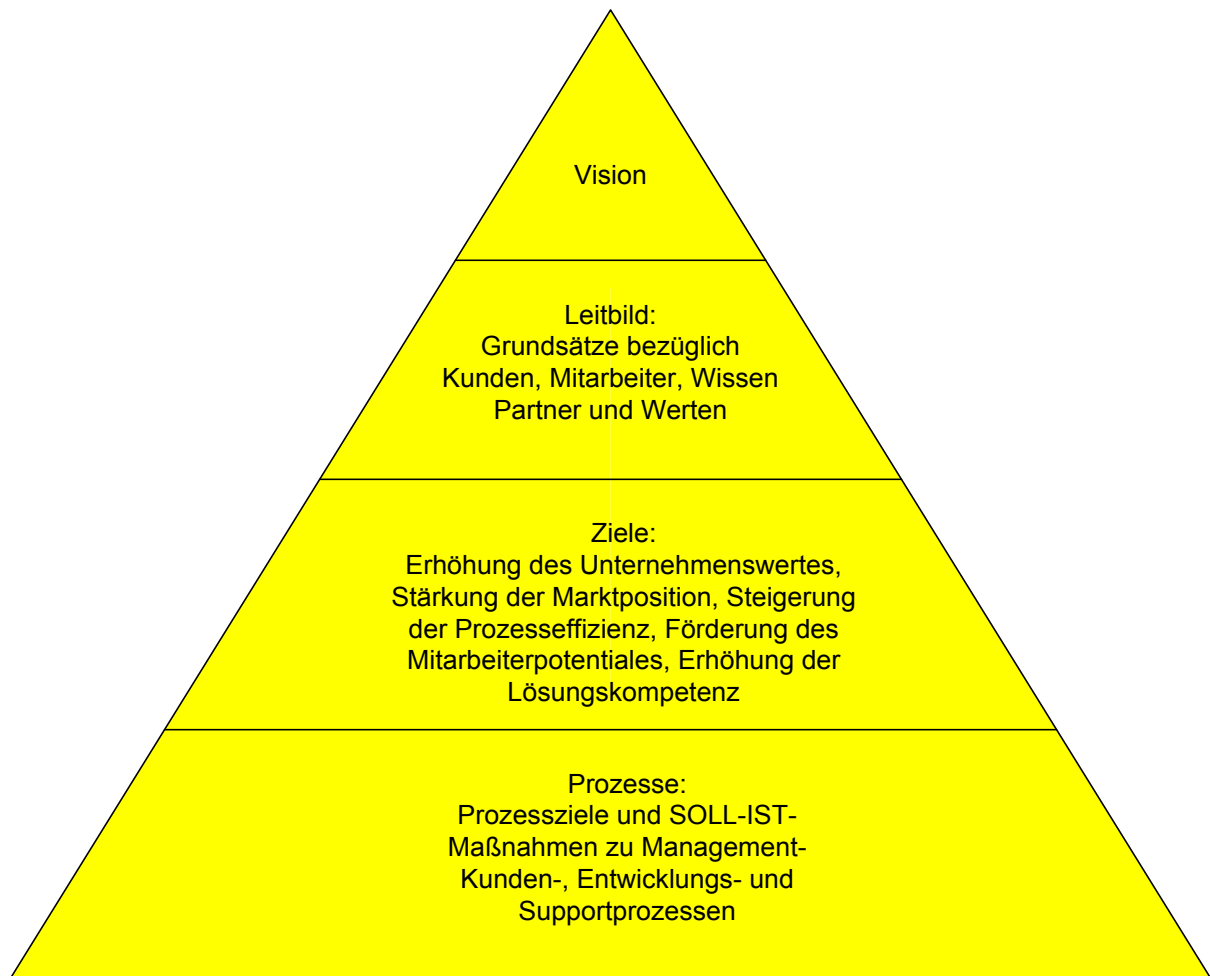 Vision
Leitbild:
Grundsätze bezüglich
Kunden, Mitarbeiter, Wissen
Partner und Werten
Ziele:
Erhöhung des Unternehmenswertes,
Stärkung der Marktposition, Steigerung
der Prozesseffizienz, Förderung des
Mitarbeiterpotentiales, Erhöhung der
Lösungskompetenz
Prozesse:
Prozessziele und SOLL-IST-
Maßnahmen zu Management-
Kunden-, Entwicklungs- und
Supportprozessen